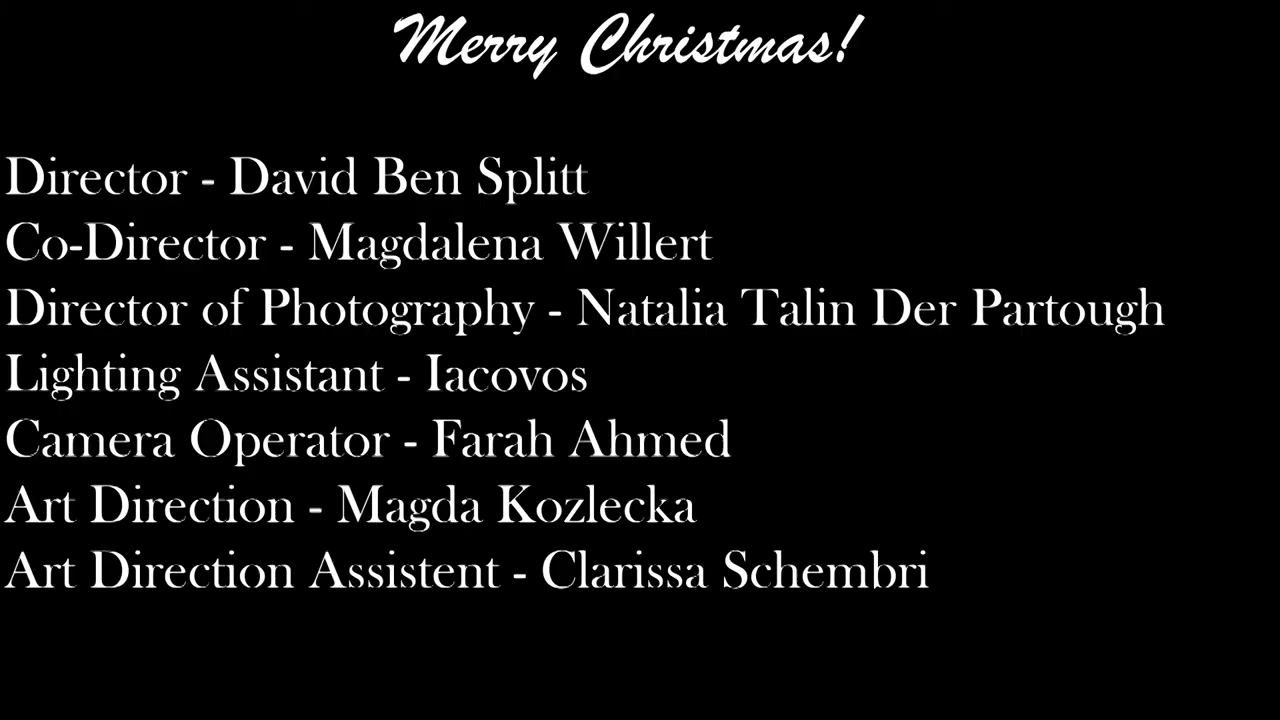 Merry Christmas!
Director - David Ben Splitt
Co-Director - Magdalena Willert
Director of Photography - Natalia Talin Der Partough
Lighting Assistant - Iacovos
Camera Operator - Farah Ahmed
Art Direction - Magda Kozlecka
Art Direction Assistent - Clarissa Schembri